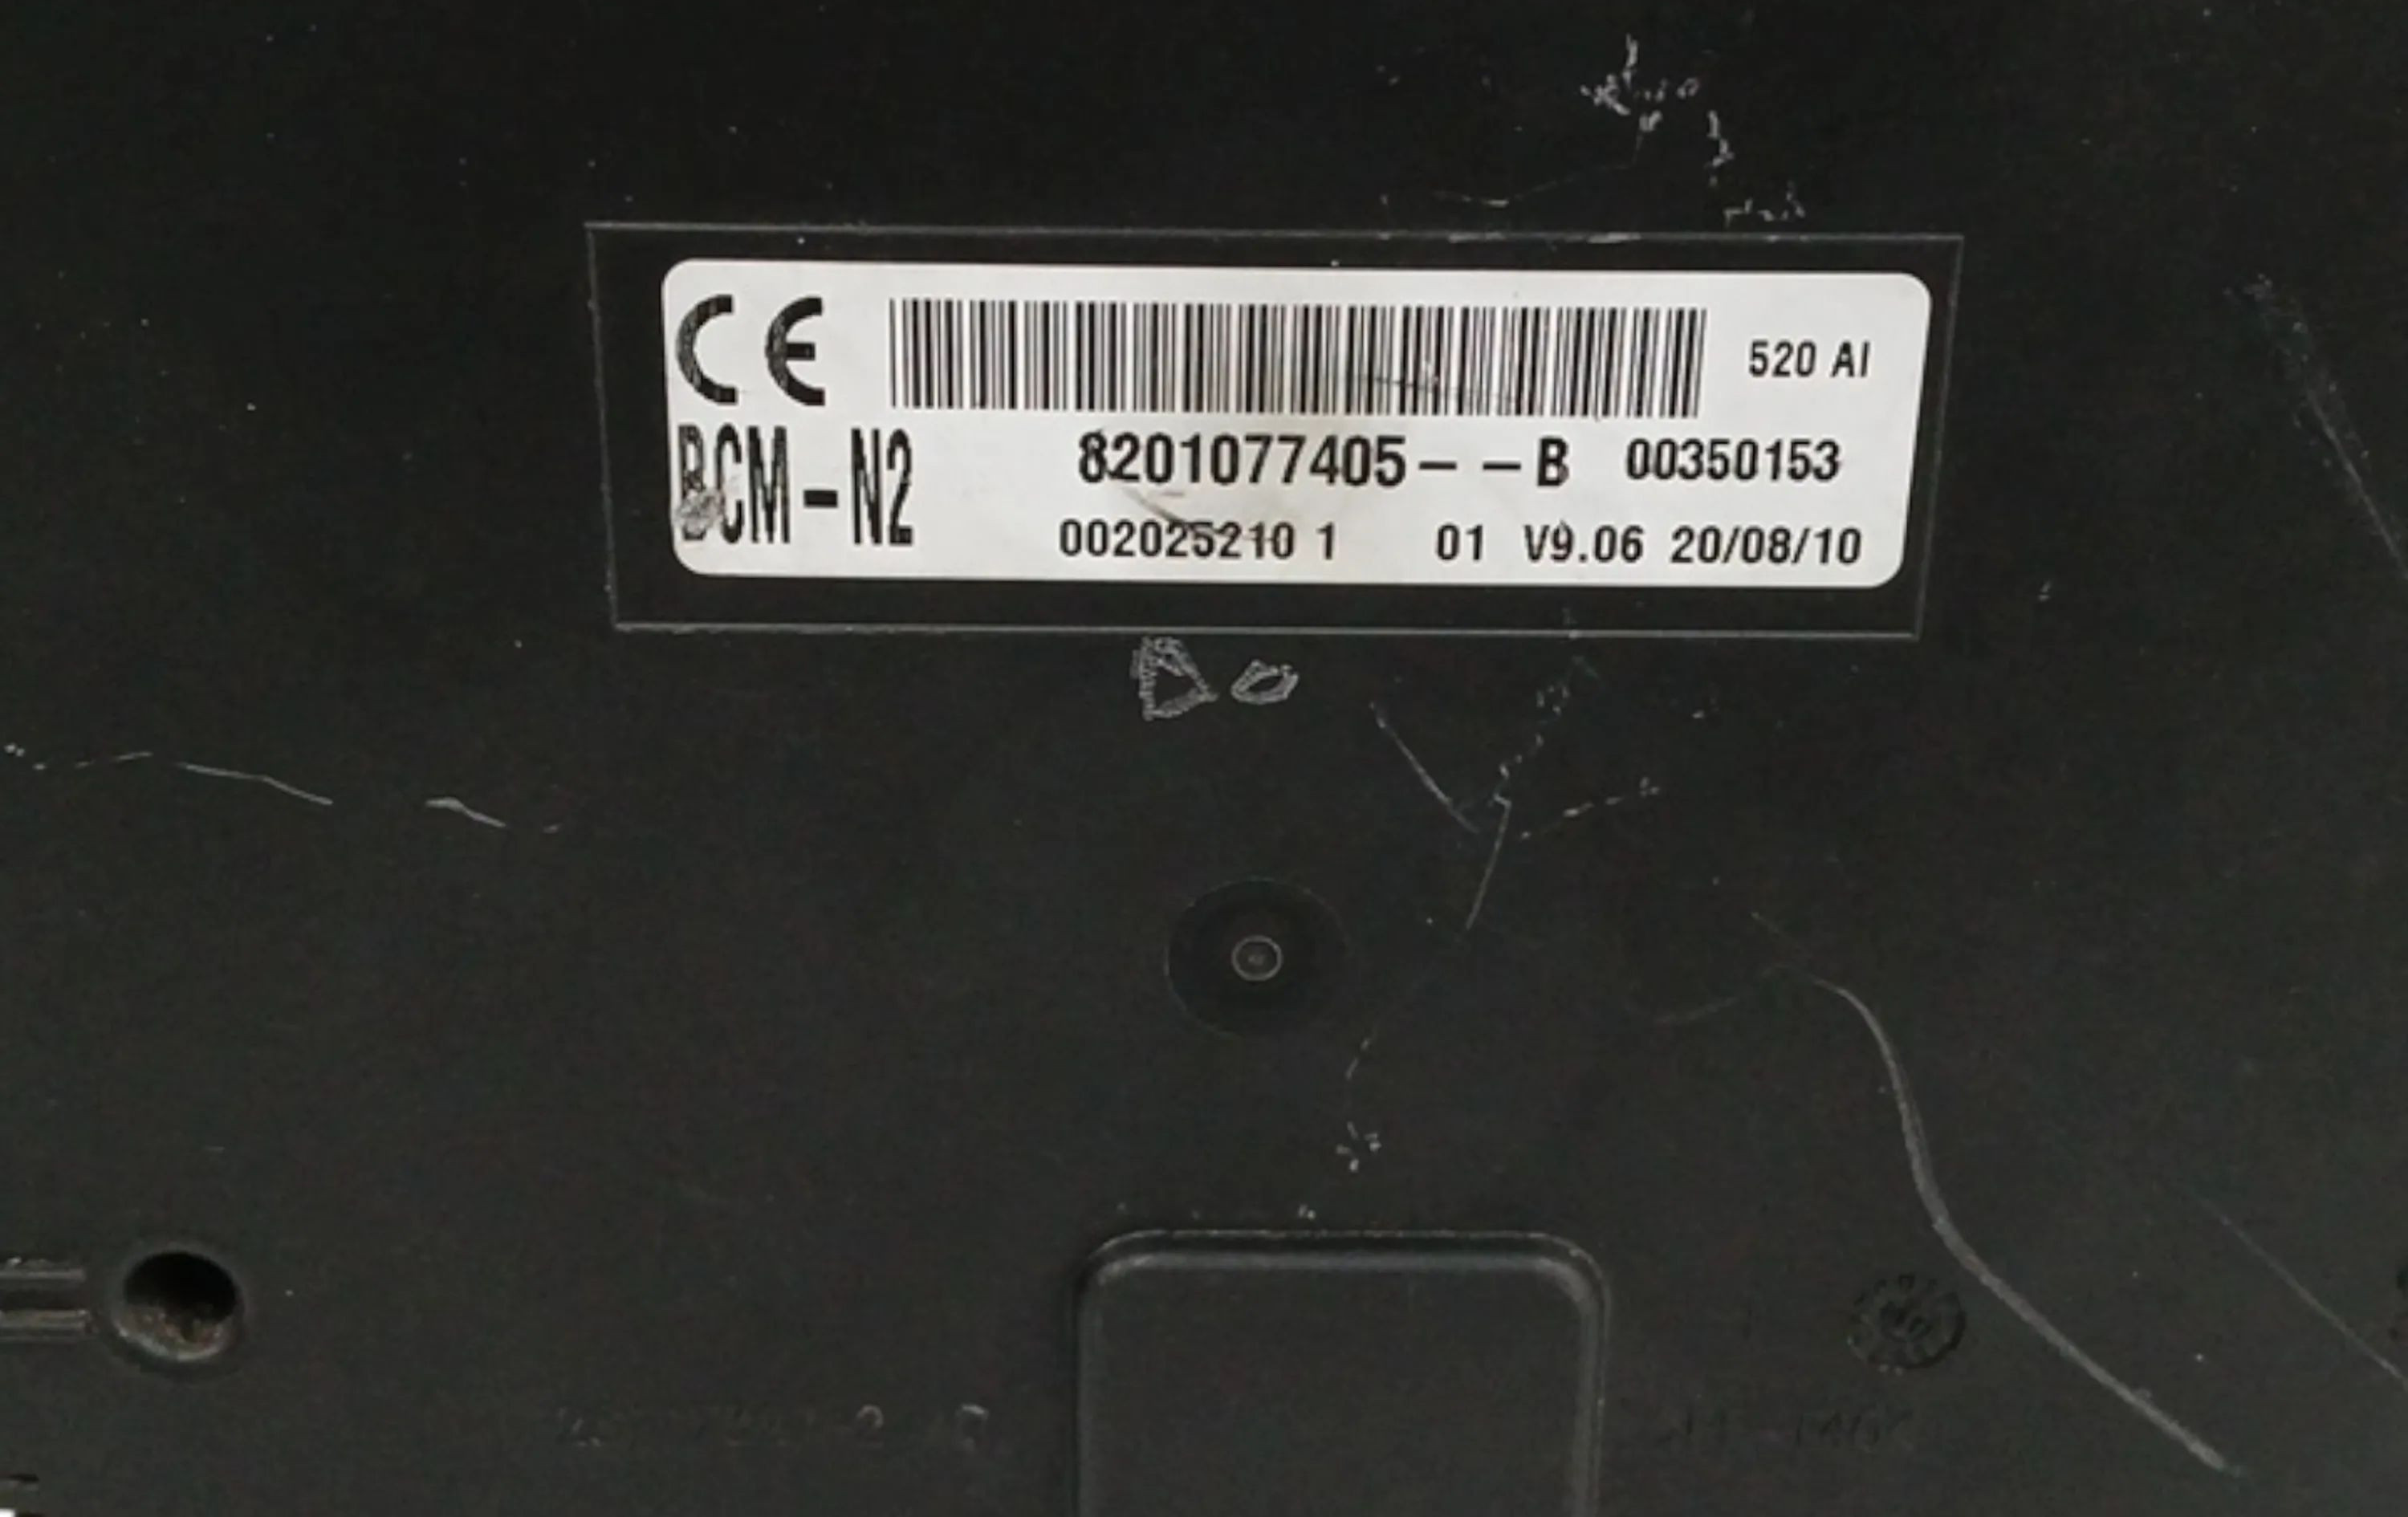 CE 520 AI
BCM-N2 8201077405--B 00350153
002025210 1 01 V9.06 20/08/10